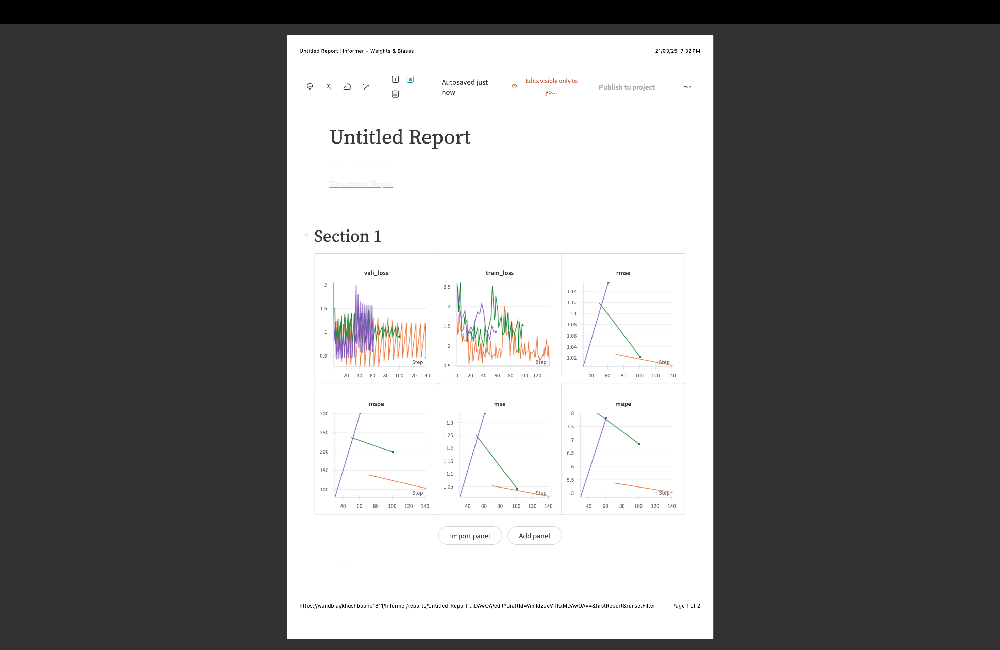 Untitled Report | Informer – Weights & Biases
21/03/25, 7:32 PM
Autosaved just
now
Edits visible only to
yo…
Publish to project
Untitled Report
Khushboo Nayak
Section 1
vali_loss
2
1.5
1
0.5
Step
20 40 60 80 100 120 140
train_loss
2.5
2
1.5
1
0.5
Step
0 20 40 60 80 100 120
rmse
1.14
1.12
1.1
1.08
1.06
1.04
1.02
Step
40 60 80 100 120 140
mspe
300
250
200
150
100
Step
40 60 80 100 120 140
mse
1.3
1.25
1.2
1.15
1.1
1.05
Step
40 60 80 100 120 140
mape
8
7.5
7
6.5
6
5.5
5
Step
40 60 80 100 120 140
Import panel
Add panel
https://wandb.ai/khushboohp1811/Informer/reports/Untitled-Report-…DAwOA/edit?draftId=VmlldzoxMTkxMDAwOA==&firstReport&runsetFilter
Page 1 of 2